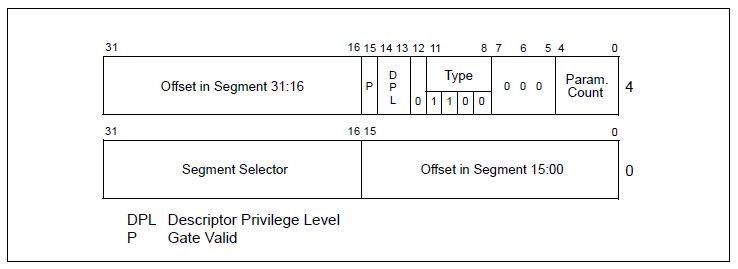 31 16 15 14 13 12 11 8 7 6 5 4 0
Offset in Segment 31:16 P D P L 0 Type 1 1 0 0 0 0 0 Param. Count 4
31 16 15 0
Segment Selector Offset in Segment 15:00 0
DPL Descriptor Privilege Level
P Gate Valid